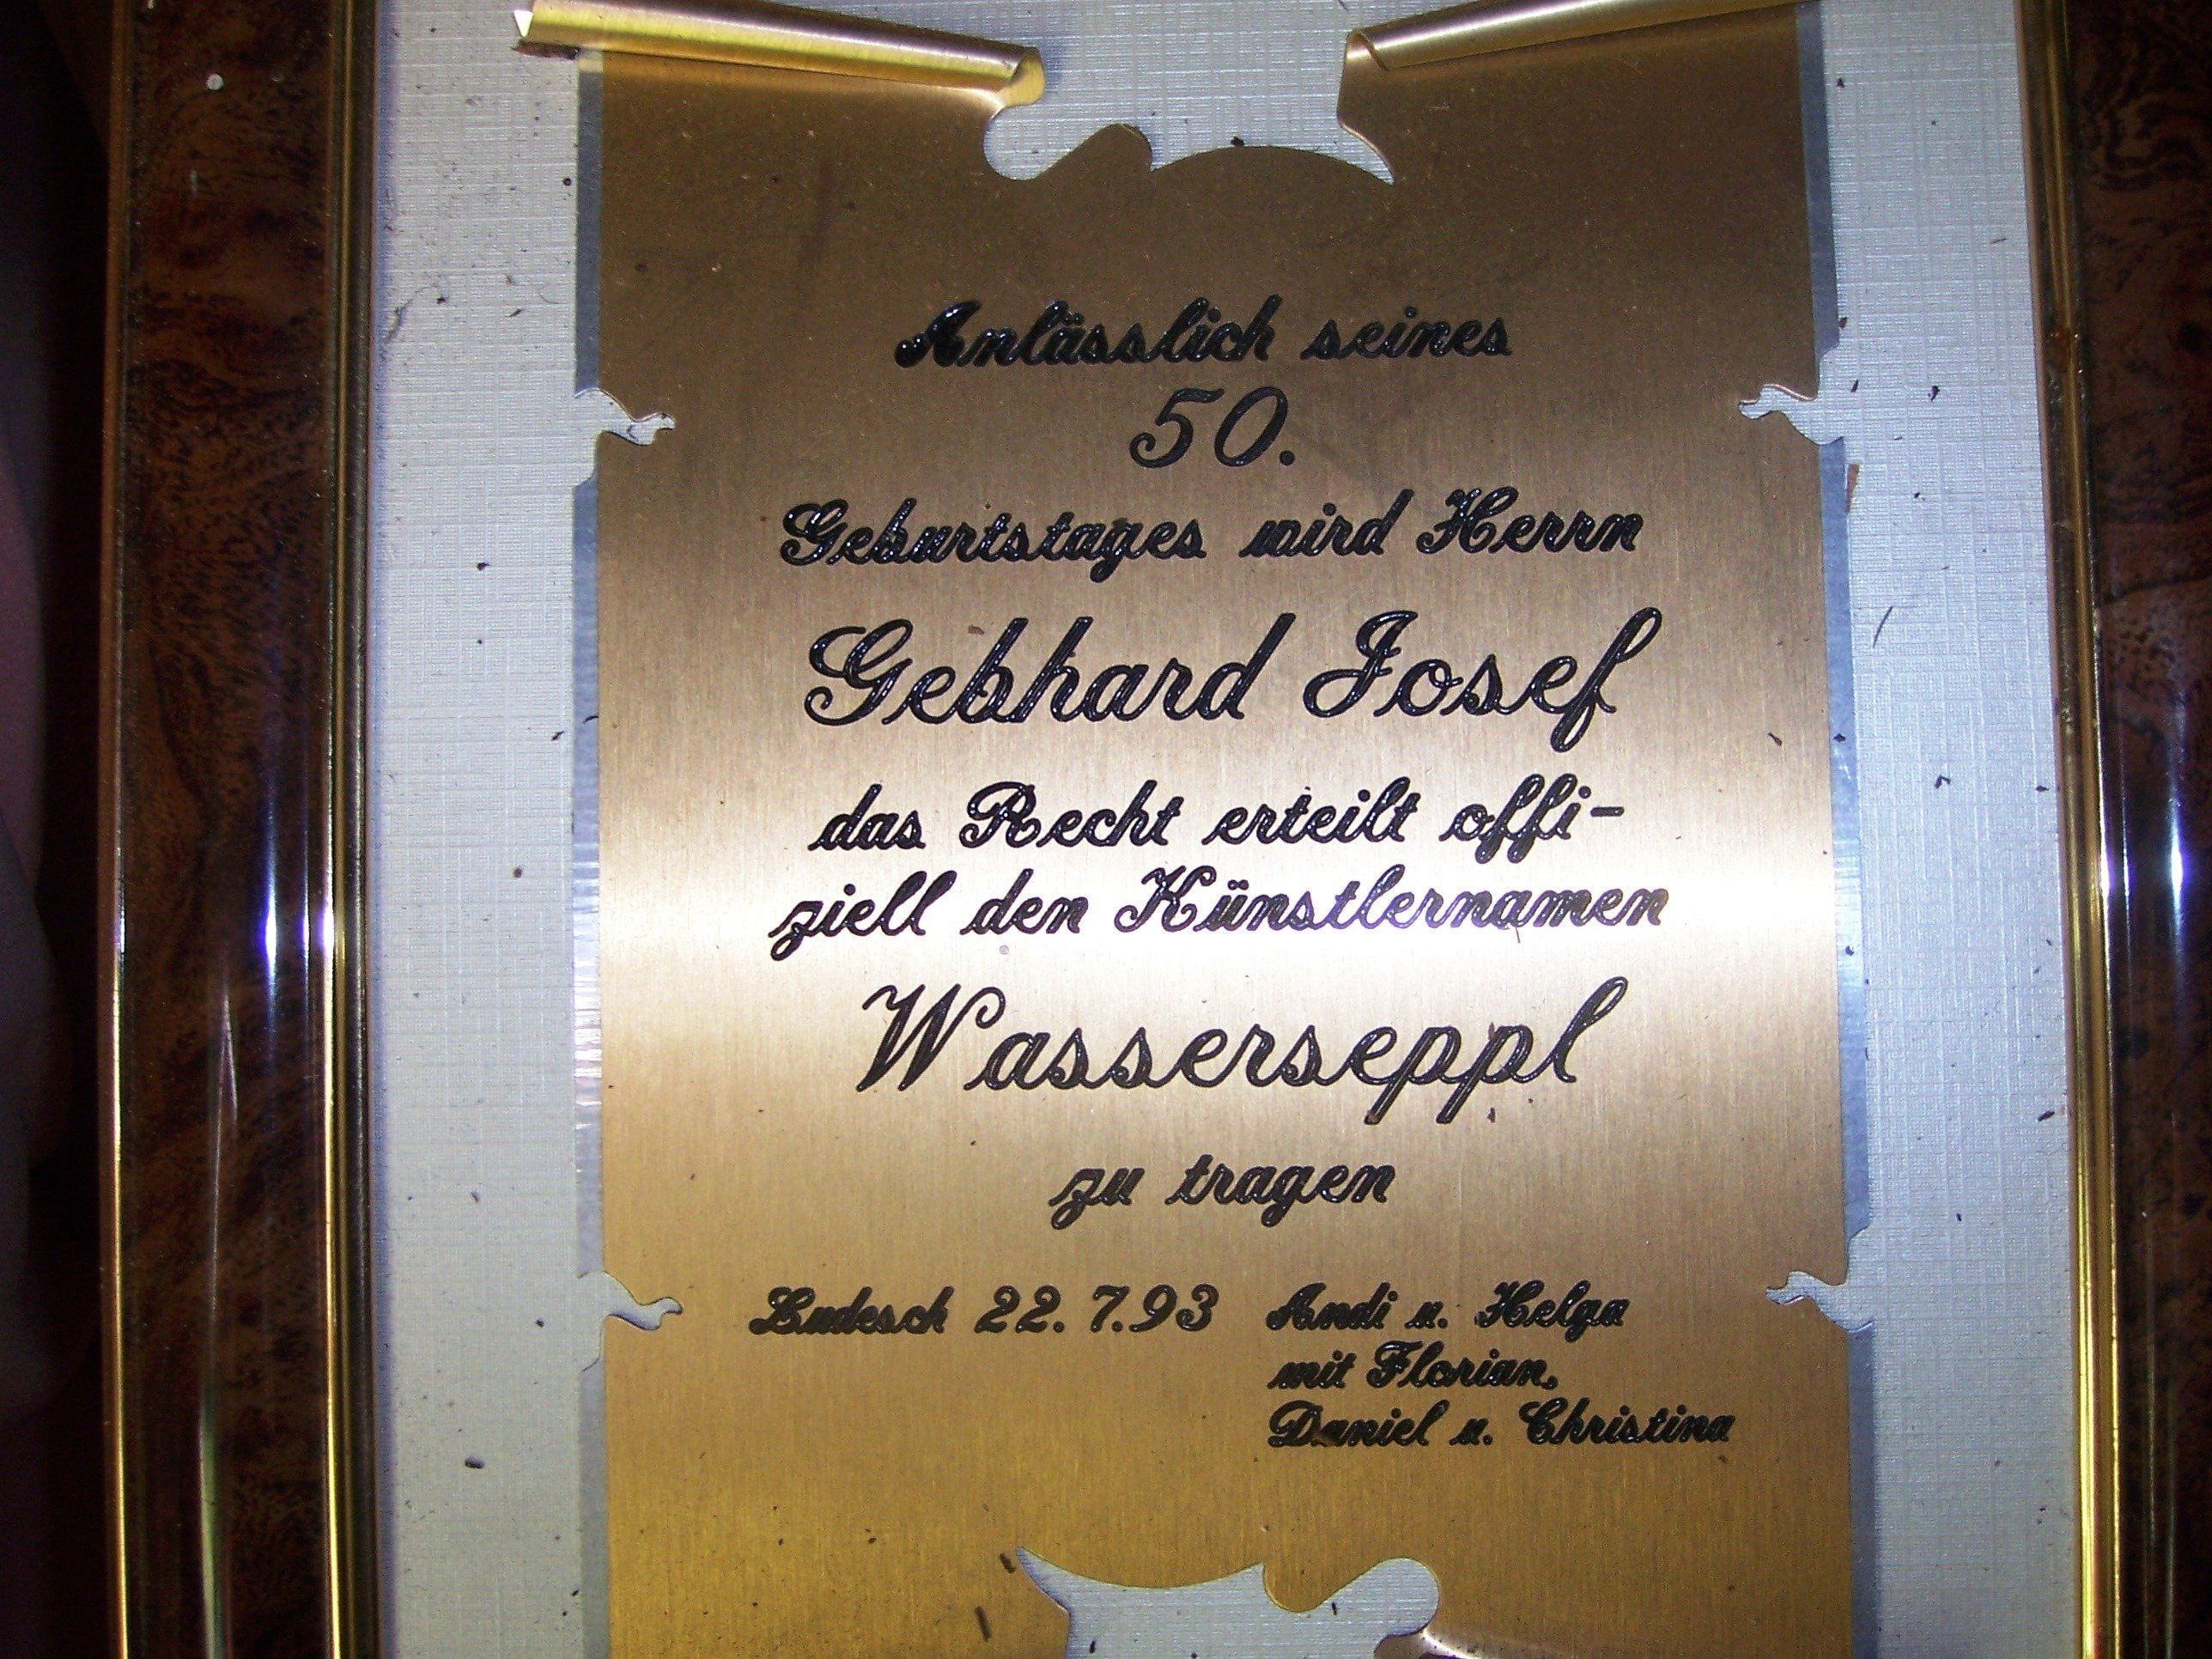 Anlässlich seines
50.
Geburtstages wird Herrn
Gebhard Josef
das Recht erteilt offi-
ziell den Künstlernamen
Wasserseppl
zu tragen
Ludesch 22.7.93 Andi u. Helga
mit Florian,
Daniel u. Christina